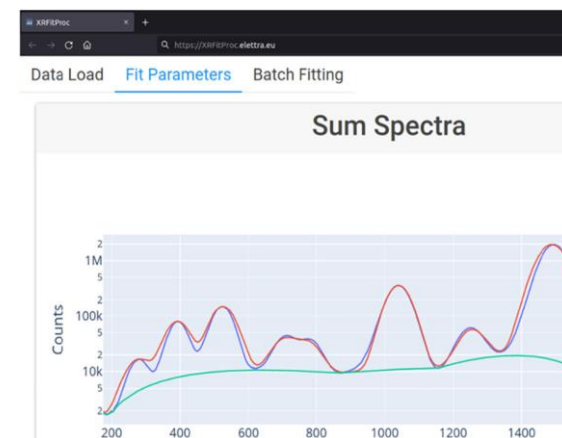 XRFitProc × +
https://XRFitProc.elettra.eu
Data Load Fit Parameters Batch Fitting
Sum Spectra
Counts
2
1M
5
2
100k
5
2
10k
5
2
200 400 600 800 1000 1200 1400